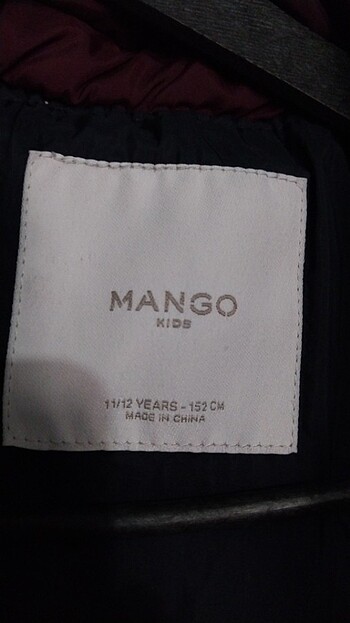 MANGO
KIDS
11/12 YEARS - 152 CM
MADE IN CHINA